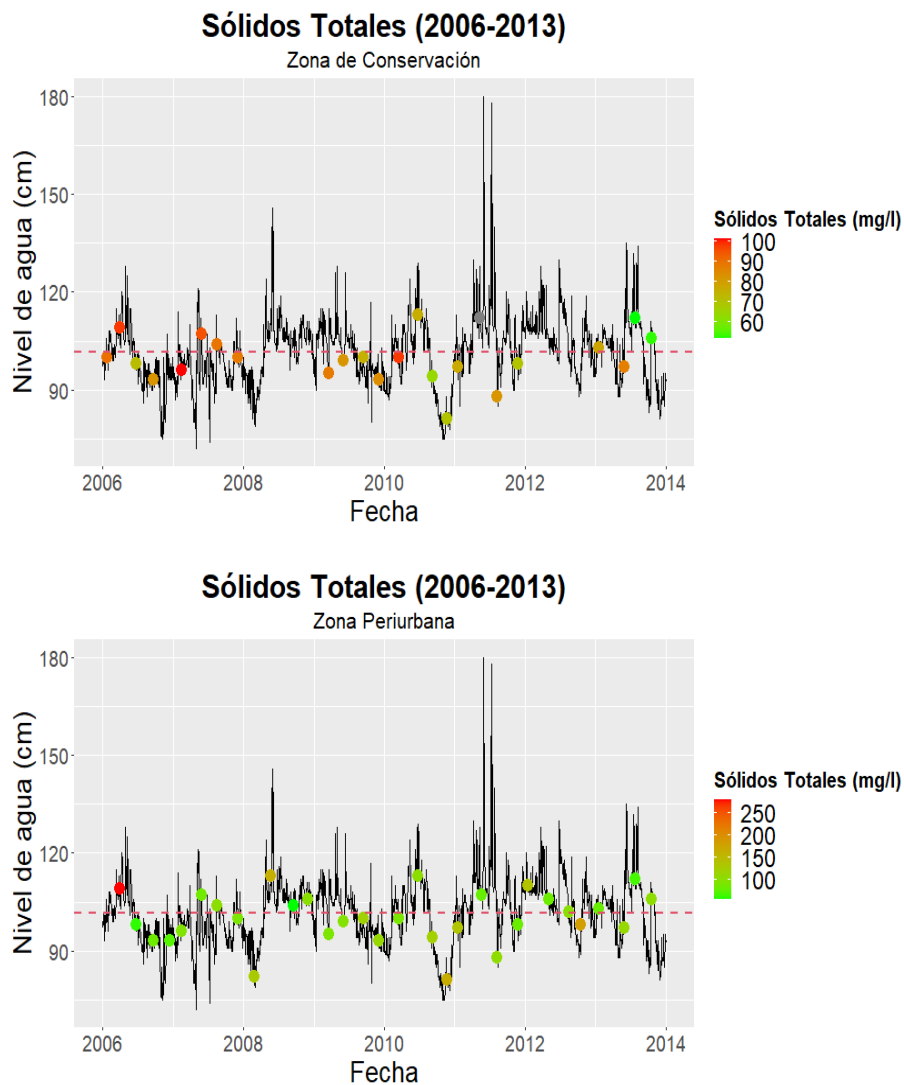 Sólidos Totales (2006-2013)
Zona de Conservación
Nivel de agua (cm)
180
150
120
90
2006 2008 2010 2012 2014
Fecha
Sólidos Totales (mg/l)
100
90
80
70
60
Sólidos Totales (2006-2013)
Zona Periurbana
Nivel de agua (cm)
180
150
120
90
2006 2008 2010 2012 2014
Fecha
Sólidos Totales (mg/l)
250
200
150
100